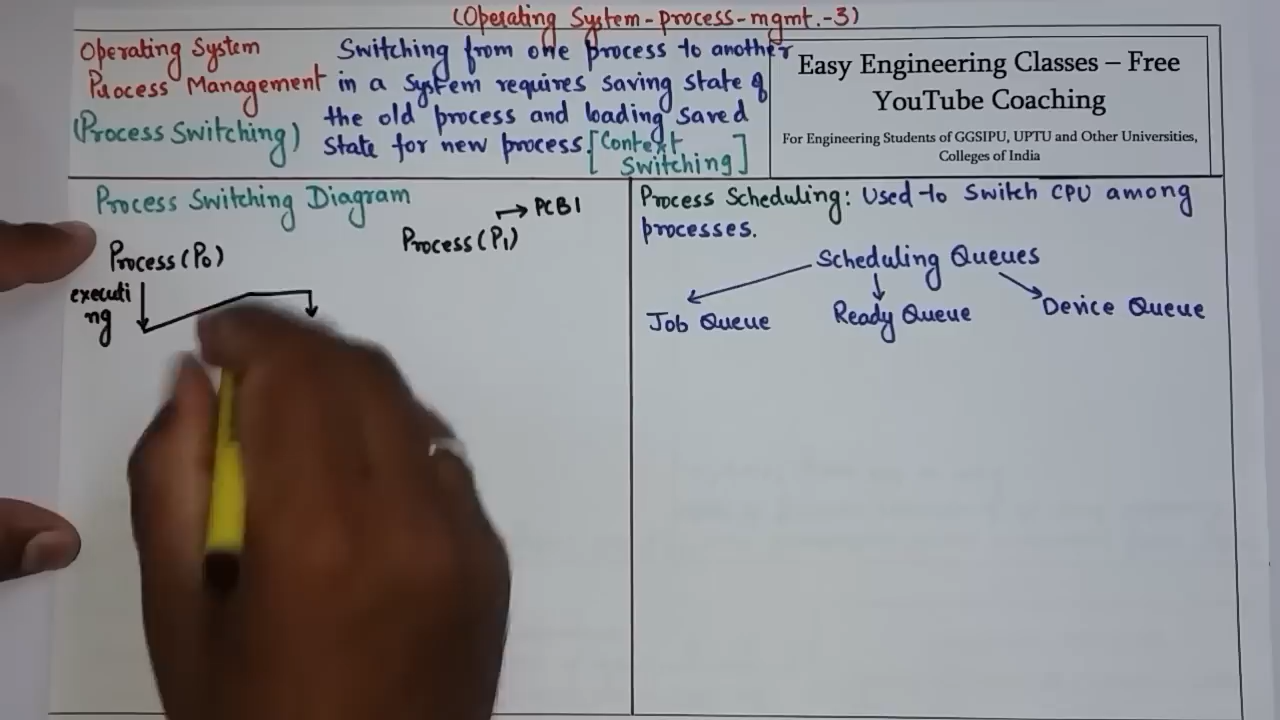 (Operating System-process-mgmt.-3)
Operating System
Process Management
(Process Switching)
Switching from one process to another
in a system requires saving state of
the old process and loading saved
state for new process. [Context
Switching]
Easy Engineering Classes – Free
YouTube Coaching
For Engineering Students of GGSIPU, UPTU and Other Universities,
Colleges of India
Process Switching Diagram
Process (P0)
executi
ng
Process (P1)
PCB1
Process Scheduling: Used to Switch CPU among
processes.
Scheduling Queues
Job Queue
Ready Queue
Device Queue